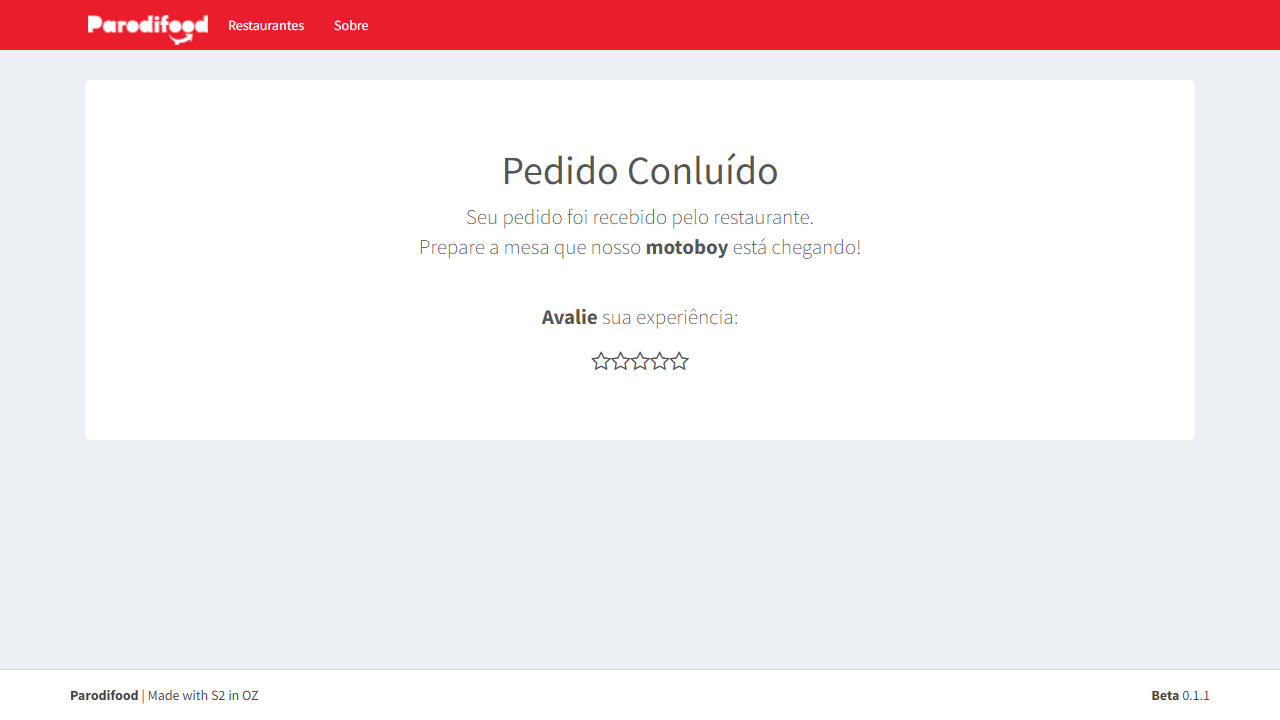 Parodifood Restaurantes Sobre
Pedido Conluído
Seu pedido foi recebido pelo restaurante.
Prepare a mesa que nosso motoboy está chegando!
Avalie sua experiência:
Parodifood | Made with S2 in OZ
Beta 0.1.1